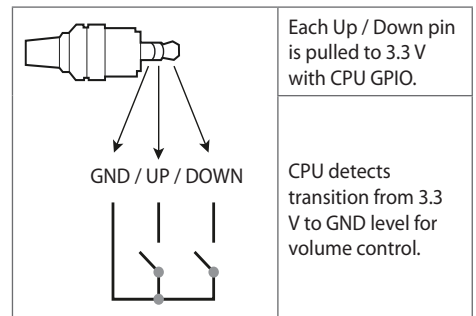 Each Up / Down pin
is pulled to 3.3 V
with CPU GPIO.
GND / UP / DOWN
CPU detects
transition from 3.3
V to GND level for
volume control.